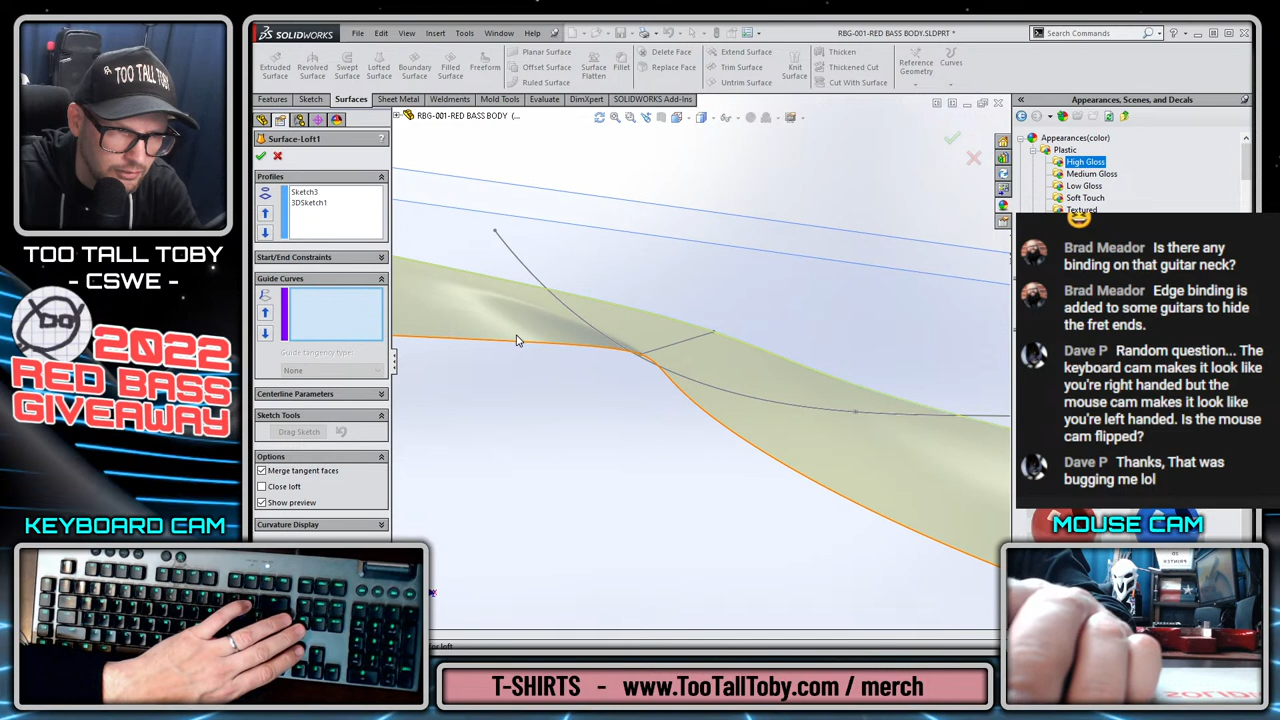 TOO TALL TOBY
TOO TALL TOBY
- CSWE -
2022
RED BASS
GIVEAWAY
KEYBOARD CAM
SOLIDWORKS
File
Edit
View
Insert
Tools
Window
Help
RBG-001-RED BASS BODY.SLDPRT *
Search Commands
Extruded
Surface
Revolved
Surface
Swept
Surface
Lofted
Surface
Boundary
Surface
Filled
Surface
Freeform
Planar Surface
Offset Surface
Ruled Surface
Surface
Flatten
Fillet
Delete Face
Replace Face
Extend Surface
Trim Surface
Untrim Surface
Knit
Surface
Thicken
Thickened Cut
Cut With Surface
Reference
Geometry
Curves
Features
Sketch
Surfaces
Sheet Metal
Weldments
Mold Tools
Evaluate
DimXpert
SOLIDWORKS Add-Ins
RBG-001-RED BASS BODY (...
Surface-Loft1
?
Profiles
Sketch3
3DSketch1
Start/End Constraints
Guide Curves
Guide tangency type:
None
Centerline Parameters
Sketch Tools
Drag Sketch
Options
Merge tangent faces
Close loft
Show preview
Curvature Display
Appearances, Scenes, and Decals
Appearances(color)
Plastic
High Gloss
Medium Gloss
Low Gloss
Soft Touch
Textured
Brad Meador Is there any
binding on that guitar neck?
Brad Meador Edge binding is
added to some guitars to hide
the fret ends.
Dave P Random question... The
keyboard cam makes it look like
you're right handed but the
mouse cam makes it look like
you're left handed. Is the mouse
cam flipped?
Dave P Thanks, That was
bugging me lol
MOUSE CAM
T-SHIRTS - www.TooTallToby.com / merch